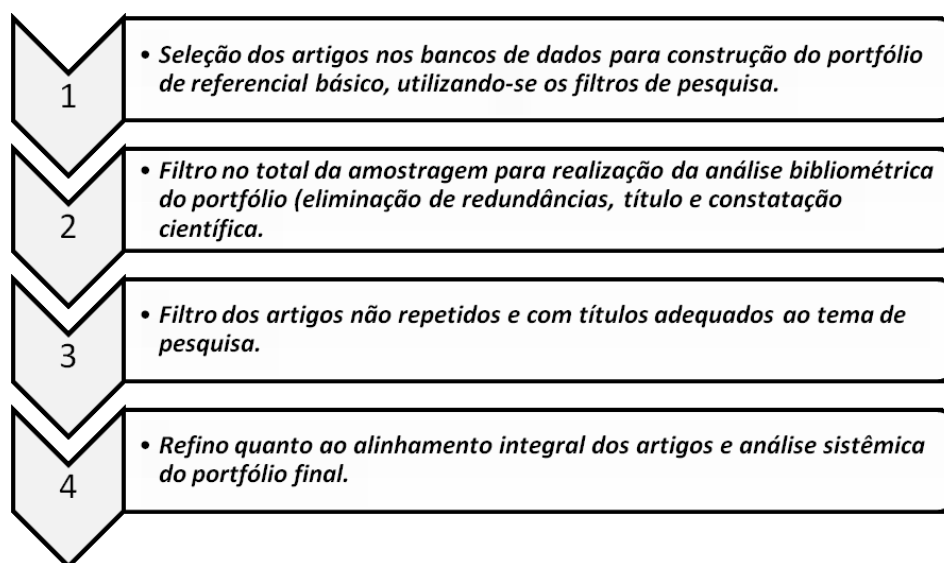 1
• Seleção dos artigos nos bancos de dados para construção do portfólio
de referencial básico, utilizando-se os filtros de pesquisa.
2
• Filtro no total da amostragem para realização da análise bibliométrica
do portfólio (eliminação de redundâncias, título e constatação
científica.
3
• Filtro dos artigos não repetidos e com títulos adequados ao tema de
pesquisa.
4
• Refino quanto ao alinhamento integral dos artigos e análise sistêmica
do portfólio final.